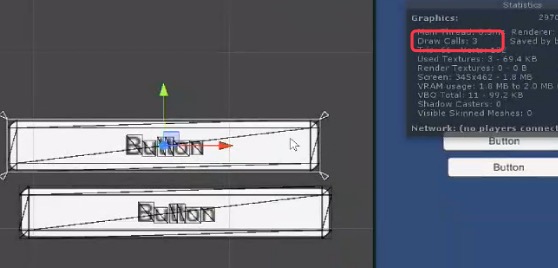 Statistics
Graphics:
Main Thread: Renderer:
Draw Calls: 3 Saved by b
Used Textures: 3 - 69.4 KB
Render Textures: 0 - 0 B
Screen: 345x462 - 1.8 MB
VRAM usage: 1.8 MB to 2.0 MB
VBO Total: 11 - 99.2 KB
Shadow Casters: 0
Visible Skinned Meshes: 0
Network: (no players connect
Button
Button
Button
Button